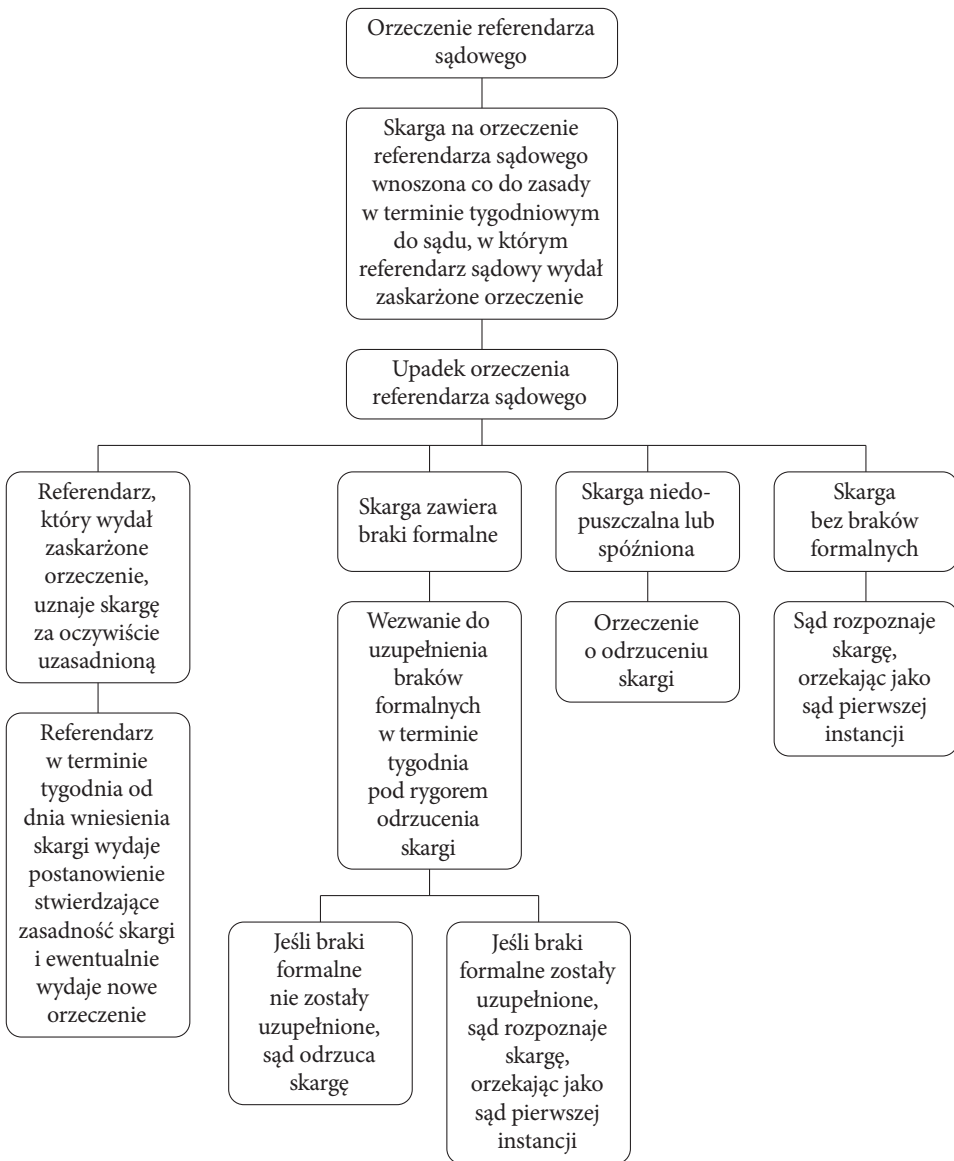 Orzeczenie referendarza
sądowego
Skarga na orzeczenie
referendarza sądowego
wnoszona co do zasady
w terminie tygodniowym
do sądu, w którym
referendarz sądowy wydał
zaskarżone orzeczenie
Upadek orzeczenia
referendarza sądowego
Referendarz,
który wydał
zaskarżone
orzeczenie,
uznaje skargę
za oczywiście
uzasadnioną
Referendarz
w terminie
tygodnia od
dnia wniesienia
skargi wydaje
postanowienie
stwierdzające
zasadność skargi
i ewentualnie
wydaje nowe
orzeczenie
Skarga zawiera
braki formalne
Wezwanie do
uzupełnienia
braków
formalnych
w terminie
tygodnia
pod rygorem
odrzucenia
skargi
Jeśli braki
formalne
nie zostały
uzupełnione,
sąd odrzuca
skargę
Jeśli braki
formalne zostały
uzupełnione,
sąd rozpoznaje
skargę,
orzekając jako
sąd pierwszej
instancji
Skarga niedo-
puszczalna lub
spóźniona
Orzeczenie
o odrzuceniu
skargi
Skarga
bez braków
formalnych
Sąd rozpoznaje
skargę,
orzekając jako
sąd pierwszej
instancji